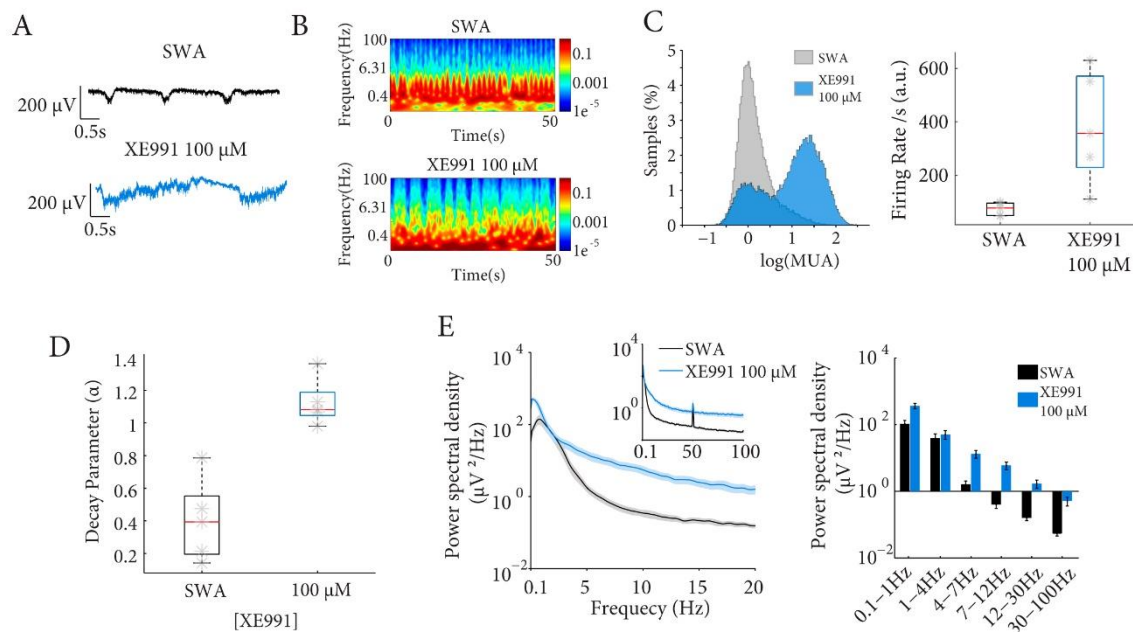 A
SWA
200 µV
0.5s
XE991 100 µM
200 µV
0.5s
B
SWA
Frequency(Hz)
100
6.31
0.4
0
50
Time(s)
0.1
0.001
1e⁻⁵
XE991 100 µM
Frequency(Hz)
100
6.31
0.4
0
50
Time(s)
0.1
0.001
1e⁻⁵
C
Samples (%)
5
4
3
2
1
0
−1
0
1
2
log(MUA)
SWA
XE991
100 µM
Firing Rate /s (a.u.)
600
400
200
SWA
XE991
100 µM
D
Decay Parameter (α)
1.4
1.2
1
0.8
0.6
0.4
0.2
SWA
100 µM
[XE991]
E
Power spectral density
(µV ²/Hz)
10⁴
10²
10⁰
10⁻²
0.1
5
10
15
20
Frequecy (Hz)
SWA
XE991 100 µM
10⁴
10⁰
0.1
50
100
Power spectral density
(µV ²/Hz)
10⁴
10²
10⁰
10⁻²
SWA
XE991
100 µM
0.1–1Hz
1–4Hz
4–7Hz
7–12Hz
12–30Hz
30–100Hz